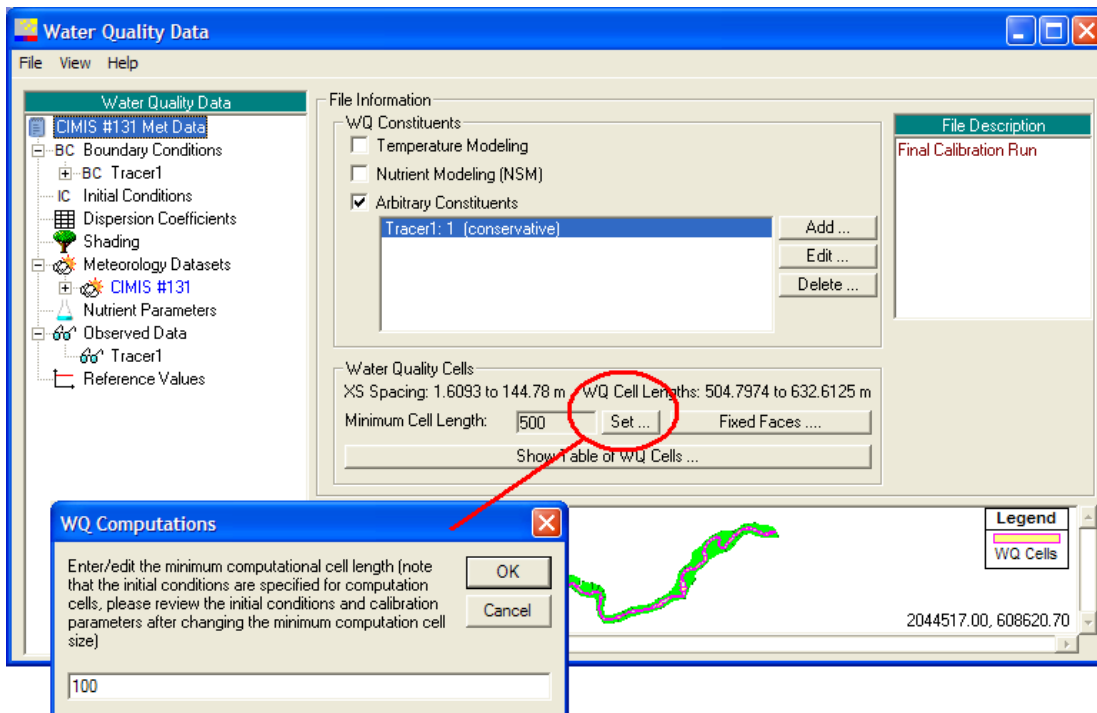 Water Quality Data
File View Help
Water Quality Data
CIMIS #131 Met Data
BC Boundary Conditions
BC Tracer1
IC Initial Conditions
Dispersion Coefficients
Shading
Meteorology Datasets
CIMIS #131
Nutrient Parameters
Observed Data
Tracer1
Reference Values
File Information
WQ Constituents
Temperature Modeling
Nutrient Modeling (NSM)
Arbitrary Constituents
Tracer1: 1 (conservative)
Add ...
Edit ...
Delete ...
File Description
Final Calibration Run
Water Quality Cells
XS Spacing: 1.6093 to 144.78 m WQ Cell Lengths: 504.7974 to 632.6125 m
Minimum Cell Length: 500 Set ... Fixed Faces ....
Show Table of WQ Cells ...
Legend
WQ Cells
2044517.00, 608620.70
WQ Computations
Enter/edit the minimum computational cell length (note
that the initial conditions are specified for computation
cells, please review the initial conditions and calibration
parameters after changing the minimum computation cell
size)
OK
Cancel
100